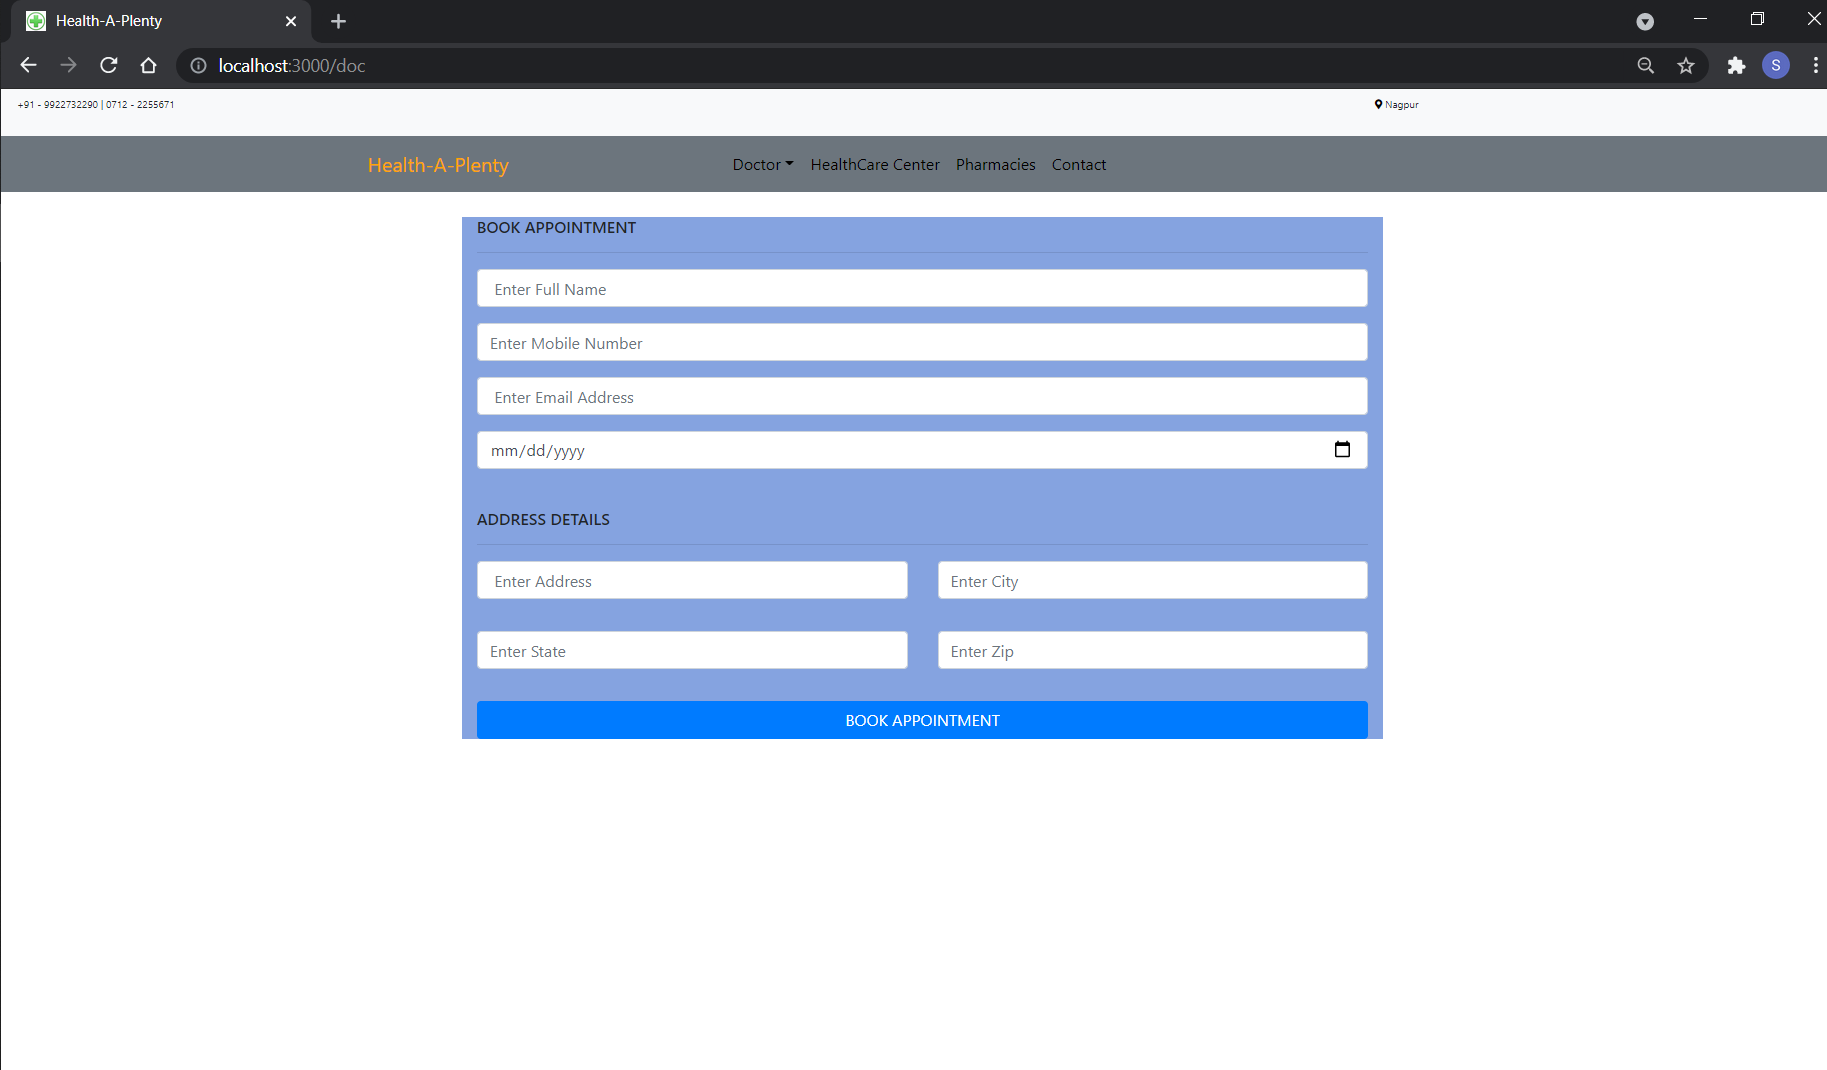 Health-A-Plenty
localhost:3000/doc
S
+91 - 9922732290 | 0712 - 2255671
Nagpur
Health-A-Plenty
Doctor HealthCare Center Pharmacies Contact
BOOK APPOINTMENT
Enter Full Name
Enter Mobile Number
Enter Email Address
mm/dd/yyyy
ADDRESS DETAILS
Enter Address Enter City
Enter State Enter Zip
BOOK APPOINTMENT